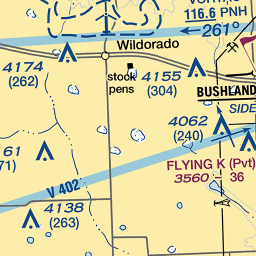 116.6 PNH
261°
Wildorado
4174
(262)
stock
pens
4155
(304)
BUSHLAND
SIDE
4062
(240)
61
71)
FLYING K (Pvt)
3560 - 36
V 402
4138
(263)